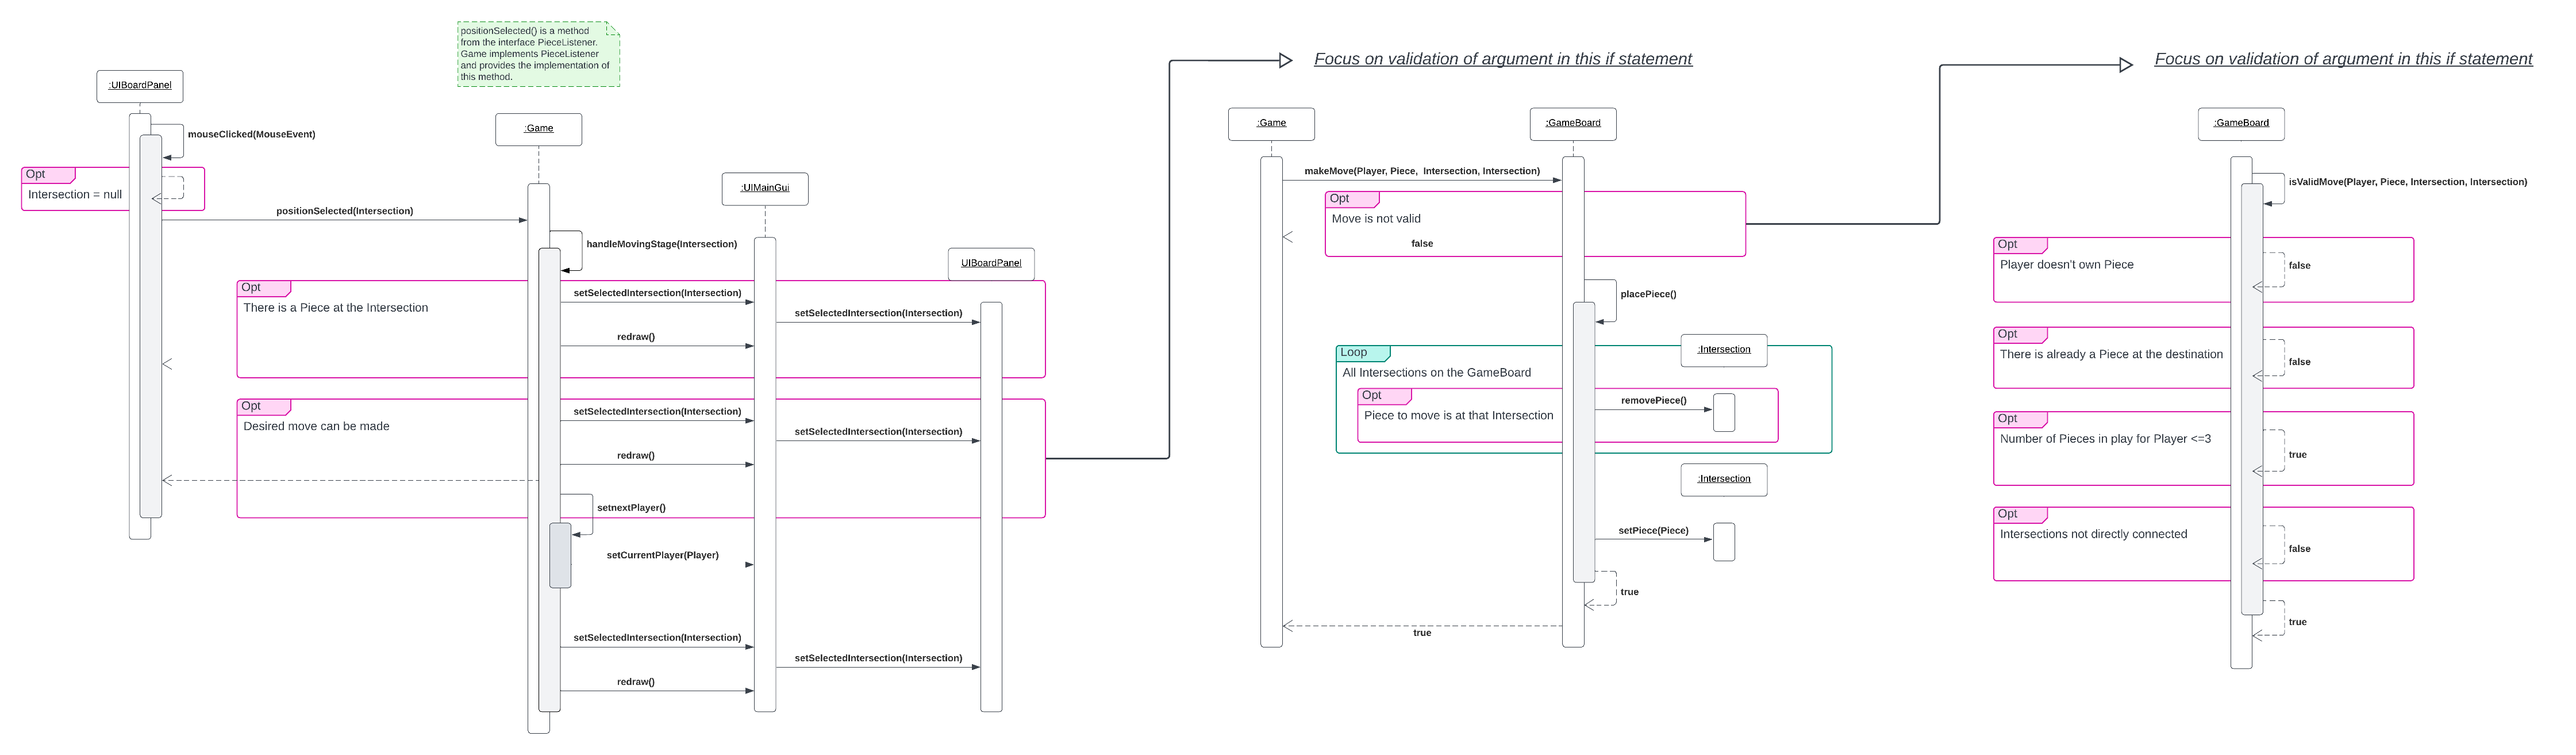 positionSelected() is a method
from the interface PieceListener.
Game implements PieceListener
and provides the implementation of
this method.
:UIBoardPanel
mouseClicked(MouseEvent)
Opt
Intersection = null
positionSelected(Intersection)
:Game
handleMovingStage(Intersection)
:UIMainGui
UIBoardPanel
Opt
There is a Piece at the Intersection
setSelectedIntersection(Intersection)
setSelectedIntersection(Intersection)
redraw()
Opt
Desired move can be made
setSelectedIntersection(Intersection)
setSelectedIntersection(Intersection)
redraw()
setnextPlayer()
setCurrentPlayer(Player)
setSelectedIntersection(Intersection)
setSelectedIntersection(Intersection)
redraw()
Focus on validation of argument in this if statement
:Game
:GameBoard
makeMove(Player, Piece, Intersection, Intersection)
Opt
Move is not valid
false
placePiece()
Loop
All Intersections on the GameBoard
:Intersection
Opt
Piece to move is at that Intersection
removePiece()
:Intersection
setPiece(Piece)
true
true
Focus on validation of argument in this if statement
:GameBoard
isValidMove(Player, Piece, Intersection, Intersection)
Opt
Player doesn't own Piece
false
Opt
There is already a Piece at the destination
false
Opt
Number of Pieces in play for Player <=3
true
Opt
Intersections not directly connected
false
true